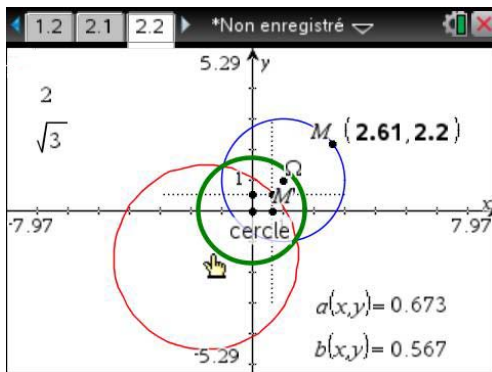 1.2 2.1 2.2 *Non enregistré
5.29 y
2
√3
M (2.61,2.2)
Ω
1
M'
x
-7.97 cercle 7.97
a(x,y)= 0.673
b(x,y)= 0.567
-5.29